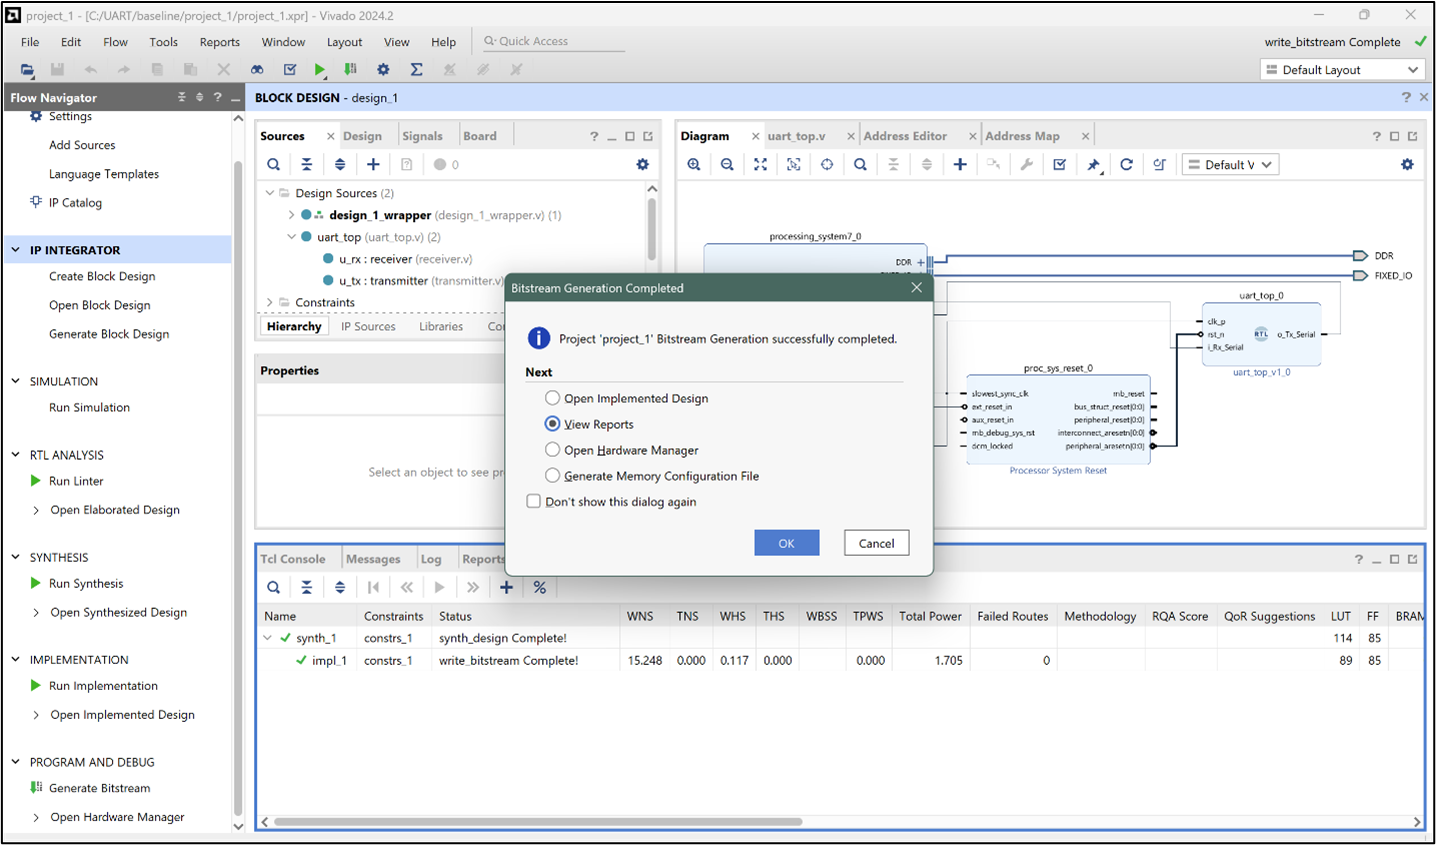 project_1 - [C:/UART/baseline/project_1/project_1.xpr] - Vivado 2024.2
File Edit Flow Tools Reports Window Layout View Help Quick Access
write_bitstream Complete
Default Layout
Flow Navigator
Settings
Add Sources
Language Templates
IP Catalog
IP INTEGRATOR
Create Block Design
Open Block Design
Generate Block Design
SIMULATION
Run Simulation
RTL ANALYSIS
Run Linter
Open Elaborated Design
SYNTHESIS
Run Synthesis
Open Synthesized Design
IMPLEMENTATION
Run Implementation
Open Implemented Design
PROGRAM AND DEBUG
Generate Bitstream
Open Hardware Manager
BLOCK DESIGN - design_1
Sources Design Signals Board
0
Design Sources (2)
design_1_wrapper (design_1_wrapper.v) (1)
uart_top (uart_top.v) (2)
u_rx : receiver (receiver.v)
u_tx : transmitter (transmitter.v)
Constraints
Hierarchy IP Sources Libraries Co
Properties
Select an object to see pr
Diagram uart_top.v Address Editor Address Map
Default V
processing_system7_0
DDR
DDR
FIXED_IO
uart_top_0
clk_p
rst_n
i_Rx_Serial
RTL
o_Tx_Serial
uart_top_v1_0
proc_sys_reset_0
slowest_sync_clk mb_reset
ext_reset_in bus_struct_reset[0:0]
aux_reset_in peripheral_reset[0:0]
mb_debug_sys_rst interconnect_aresetn[0:0]
dcm_locked peripheral_aresetn[0:0]
Processor System Reset
Bitstream Generation Completed
Project 'project_1' Bitstream Generation successfully completed.
Next
Open Implemented Design
View Reports
Open Hardware Manager
Generate Memory Configuration File
Don't show this dialog again
OK Cancel
Tcl Console Messages Log Reports
Name Constraints Status WNS TNS WHS THS WBSS TPWS Total Power Failed Routes Methodology RQA Score QoR Suggestions LUT FF BRAM
synth_1 constrs_1 synth_design Complete! 114 85
impl_1 constrs_1 write_bitstream Complete! 15.248 0.000 0.117 0.000 0.000 1.705 0 89 85